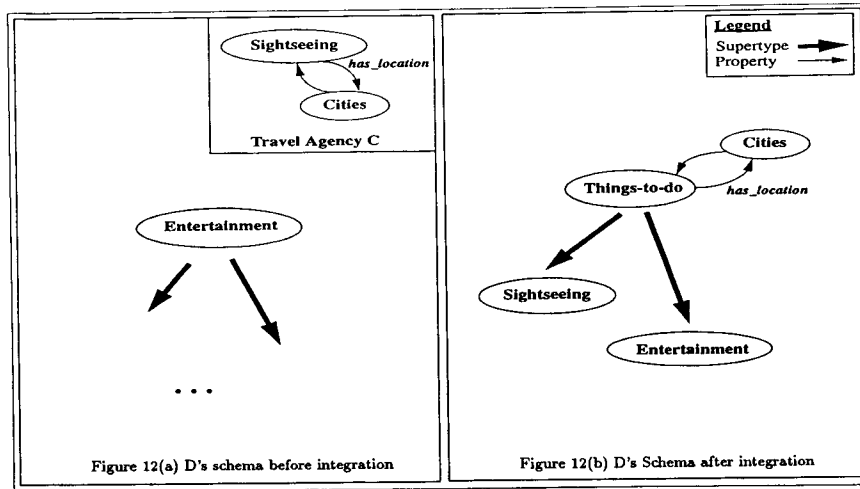 Sightseeing
has_location
Cities
Travel Agency C
Entertainment
. . .
Figure 12(a) D's schema before integration
Legend
Supertype
Property
Cities
Things-to-do
has_location
Sightseeing
Entertainment
Figure 12(b) D's Schema after integration